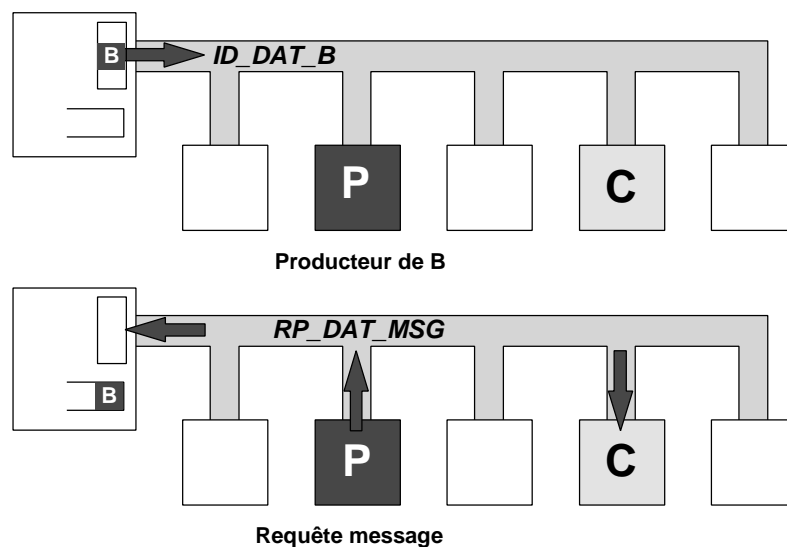 B
ID_DAT_B
P
C
Producteur de B
RP_DAT_MSG
B
P
C
Requête message